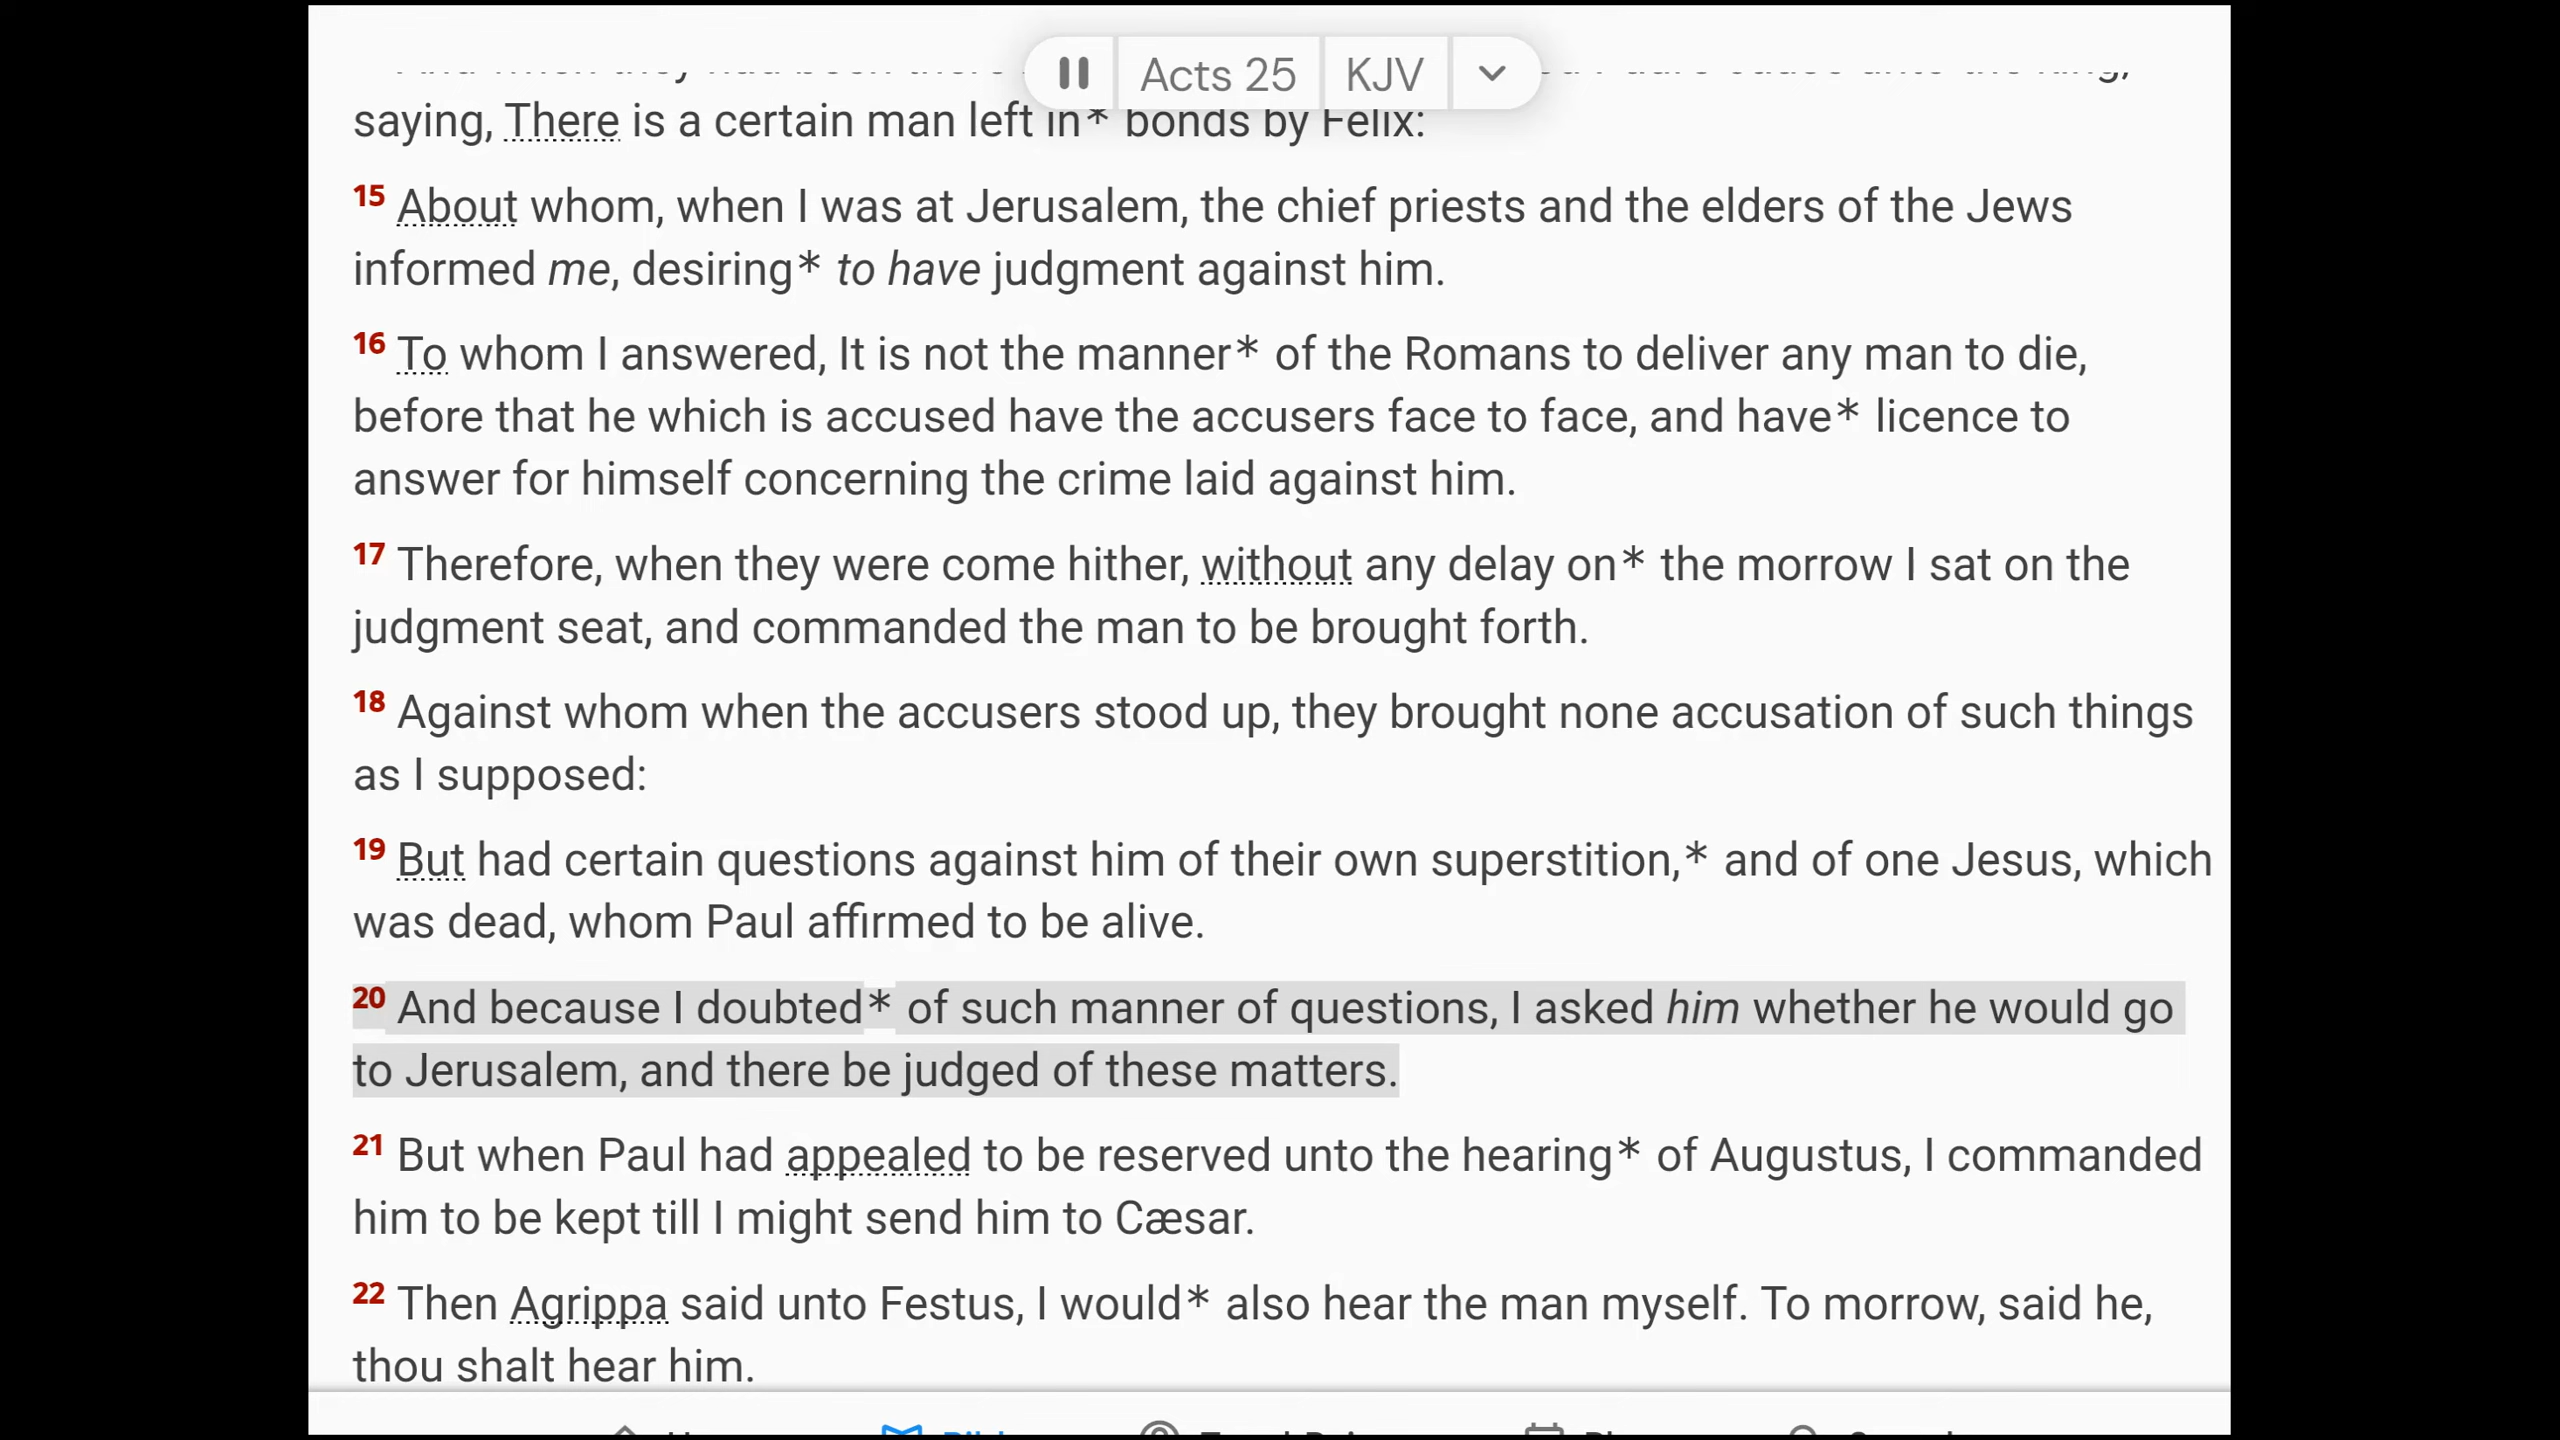 Acts 25 KJV
saying, There is a certain man left in* bonds by Felix:
15 About whom, when I was at Jerusalem, the chief priests and the elders of the Jews
informed me, desiring* to have judgment against him.
16 To whom I answered, It is not the manner* of the Romans to deliver any man to die,
before that he which is accused have the accusers face to face, and have* licence to
answer for himself concerning the crime laid against him.
17 Therefore, when they were come hither, without any delay on* the morrow I sat on the
judgment seat, and commanded the man to be brought forth.
18 Against whom when the accusers stood up, they brought none accusation of such things
as I supposed:
19 But had certain questions against him of their own superstition,* and of one Jesus, which
was dead, whom Paul affirmed to be alive.
20 And because I doubted* of such manner of questions, I asked him whether he would go
to Jerusalem, and there be judged of these matters.
21 But when Paul had appealed to be reserved unto the hearing* of Augustus, I commanded
him to be kept till I might send him to Cæsar.
22 Then Agrippa said unto Festus, I would* also hear the man myself. To morrow, said he,
thou shalt hear him.